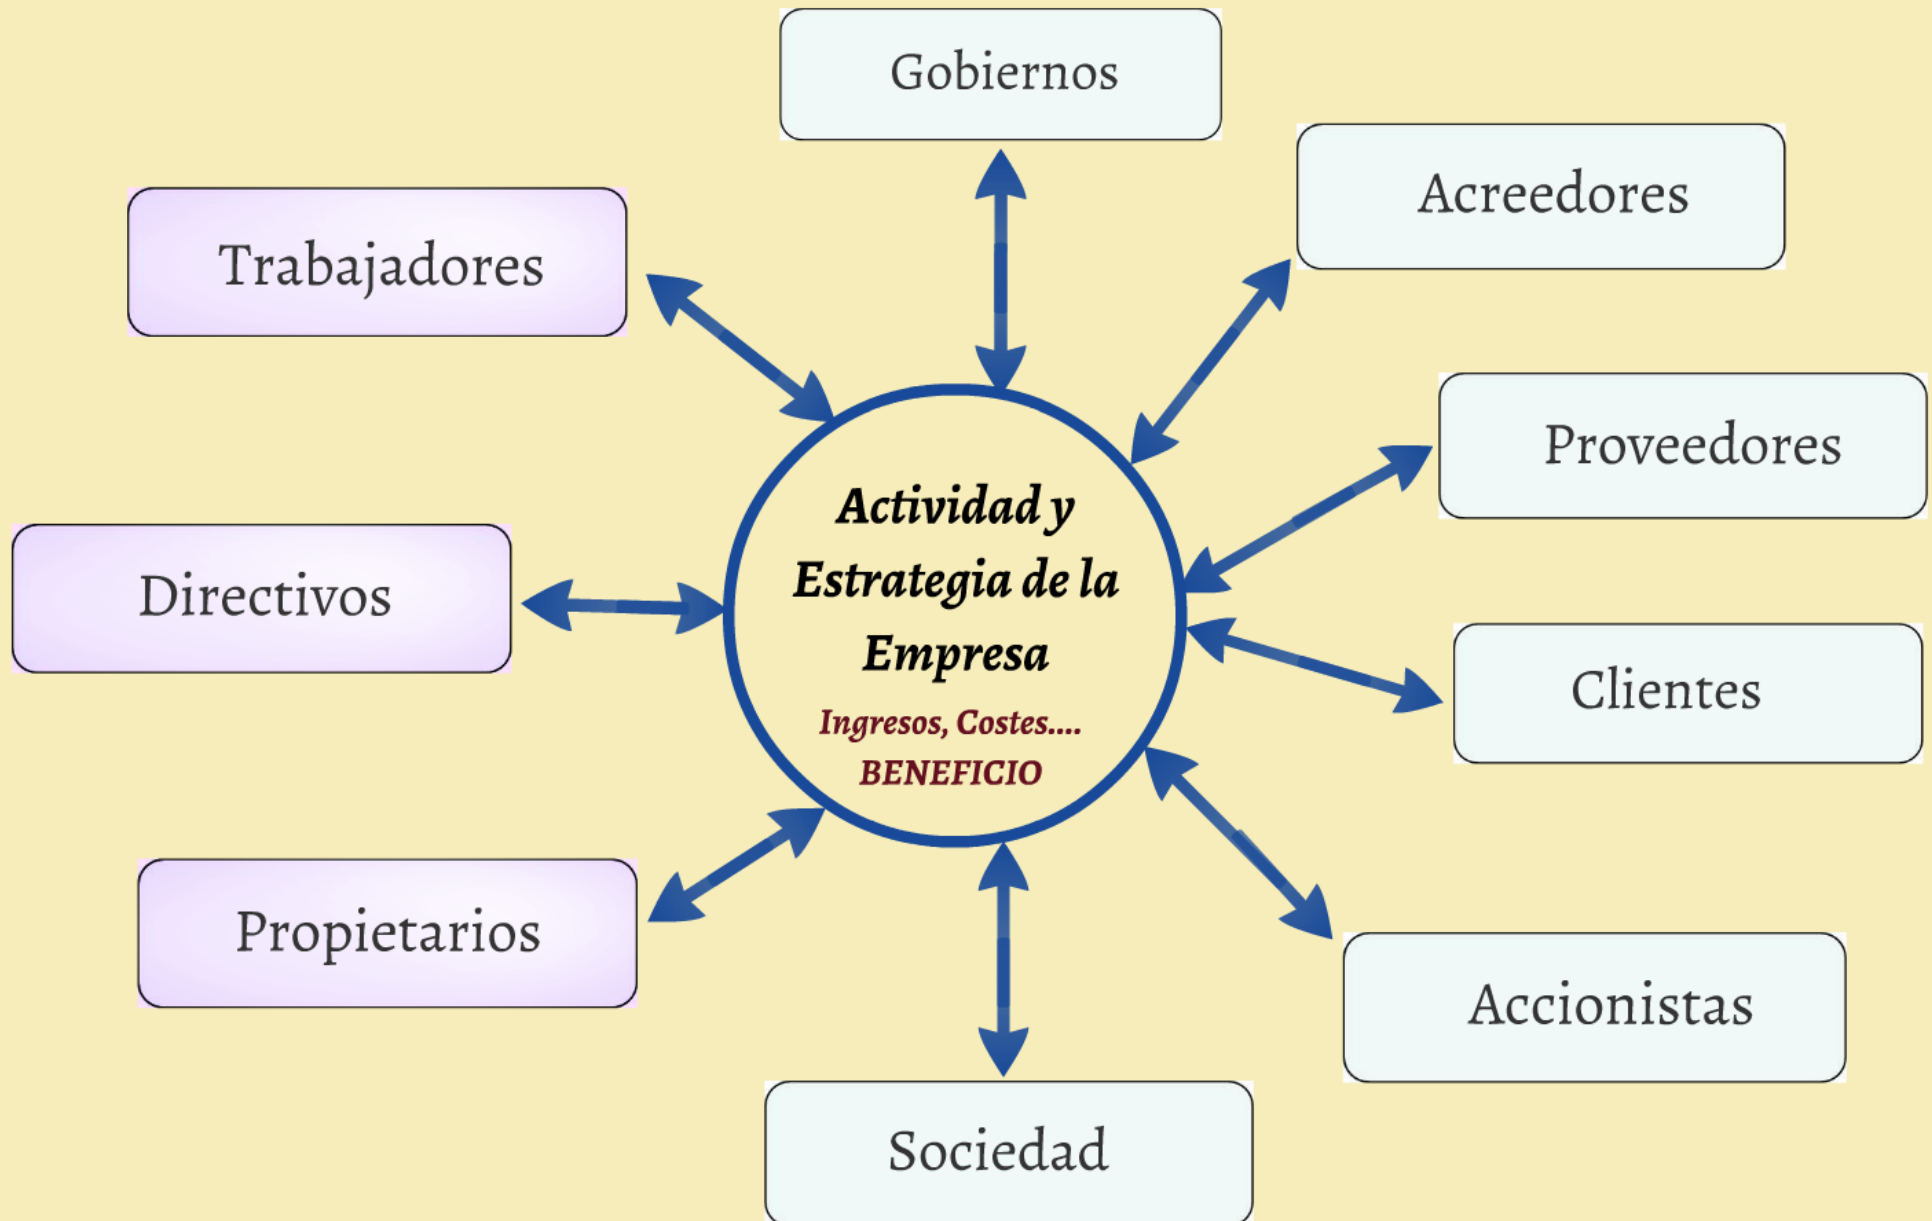 Gobiernos
Acreedores
Trabajadores
Proveedores
Actividad y
Estrategia de la
Empresa
Ingresos, Costes....
BENEFICIO
Directivos
Clientes
Propietarios
Accionistas
Sociedad